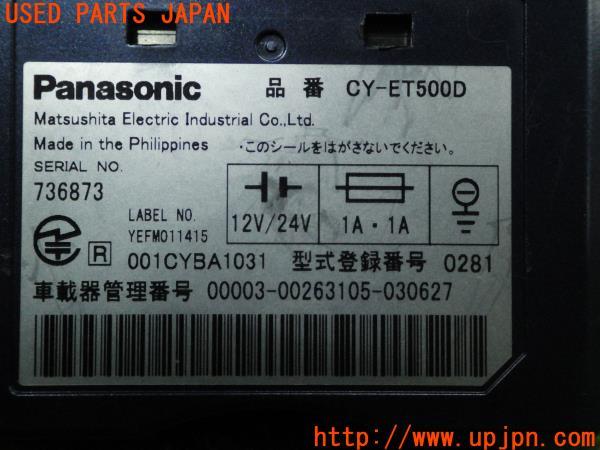 USED PARTS JAPAN
Panasonic 品番 CY-ET500D
Matsushita Electric Industrial Co.,Ltd.
Made in the Philippines ・このシールをはがさないでください。
SERIAL NO.
736873
LABEL NO.
YEFM011415
12V/24V 1A・1A
R 001CYBA1031 型式登録番号 0281
車載器管理番号 00003-00263105-030627
http://www.upjpn.com/